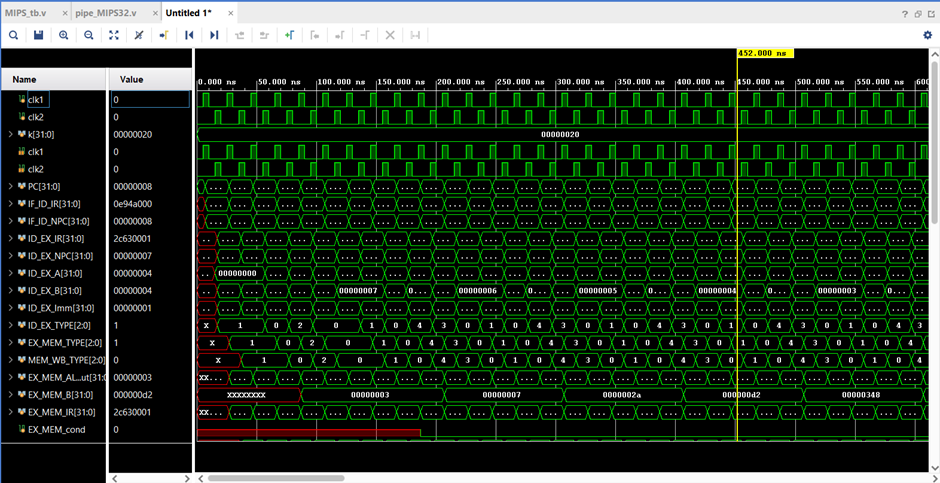 MIPS_tb.v × pipe_MIPS32.v × Untitled 1* ×
452.000 ns
Name Value
0.000 ns 50.000 ns 100.000 ns 150.000 ns 200.000 ns 250.000 ns 300.000 ns 350.000 ns 400.000 ns 450.000 ns 500.000 ns 550.000 ns
clk1 0
clk2 0
k[31:0] 00000020 00000020
clk1 0
clk2 0
PC[31:0] 00000008
IF_ID_IR[31:0] 0e94a000
IF_ID_NPC[31:0] 00000008
ID_EX_IR[31:0] 2c630001
ID_EX_NPC[31:0] 00000007
ID_EX_A[31:0] 00000004 00000000
ID_EX_B[31:0] 00000004 00000007 0... 00000006 0... 00000005 0... 00000004 0... 00000003
ID_EX_Imm[31:0] 00000001
ID_EX_TYPE[2:0] 1 X 1 0 2 0 1 0 4 3 0 1 0 4 3 0 1 0 4 3 0 1 0 4 3 0 1 0 4 3
EX_MEM_TYPE[2:0] 1 X 1 0 2 0 1 0 4 3 0 1 0 4 3 0 1 0 4 3 0 1 0 4 3 0 1 0 4
MEM_WB_TYPE[2:0] 0 X 1 0 2 0 1 0 4 3 0 1 0 4 3 0 1 0 4 3 0 1 0 4 3 0 1 0 4
EX_MEM_AL...ut[31:0 00000003 XX...
EX_MEM_B[31:0] 000000d2 XXXXXXXX 00000003 00000007 0000002a 000000d2 00000348
EX_MEM_IR[31:0] 2c630001 XX...
EX_MEM_cond 0